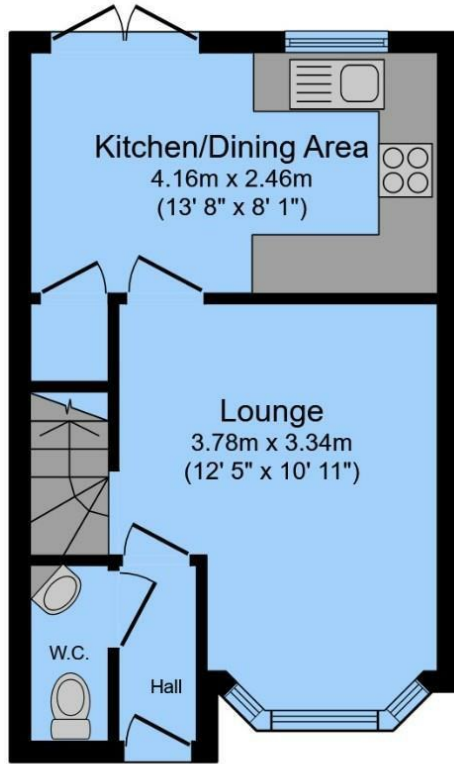 Kitchen/Dining Area
4.16m x 2.46m
(13' 8" x 8' 1")
Lounge
3.78m x 3.34m
(12' 5" x 10' 11")
W.C.
Hall